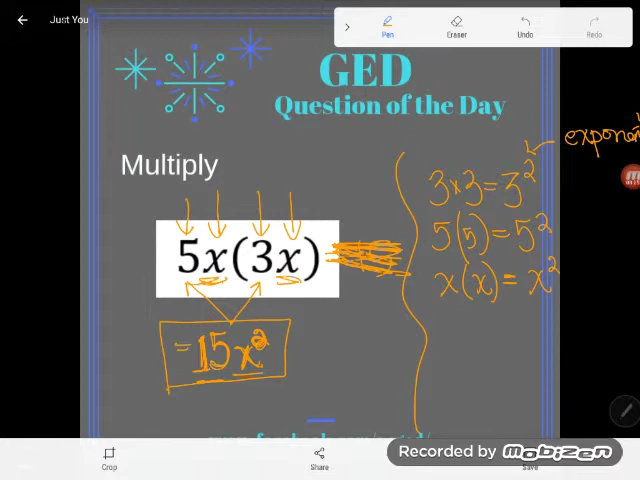 Just You
Pen
Eraser
Undo
Redo
GED
Question of the Day
exponen
Multiply
3 × 3 = 3²
5(5) = 5²
x(x) = x²
5x(3x)
= 15x²
Crop
Share
Save
Recorded by mobizen